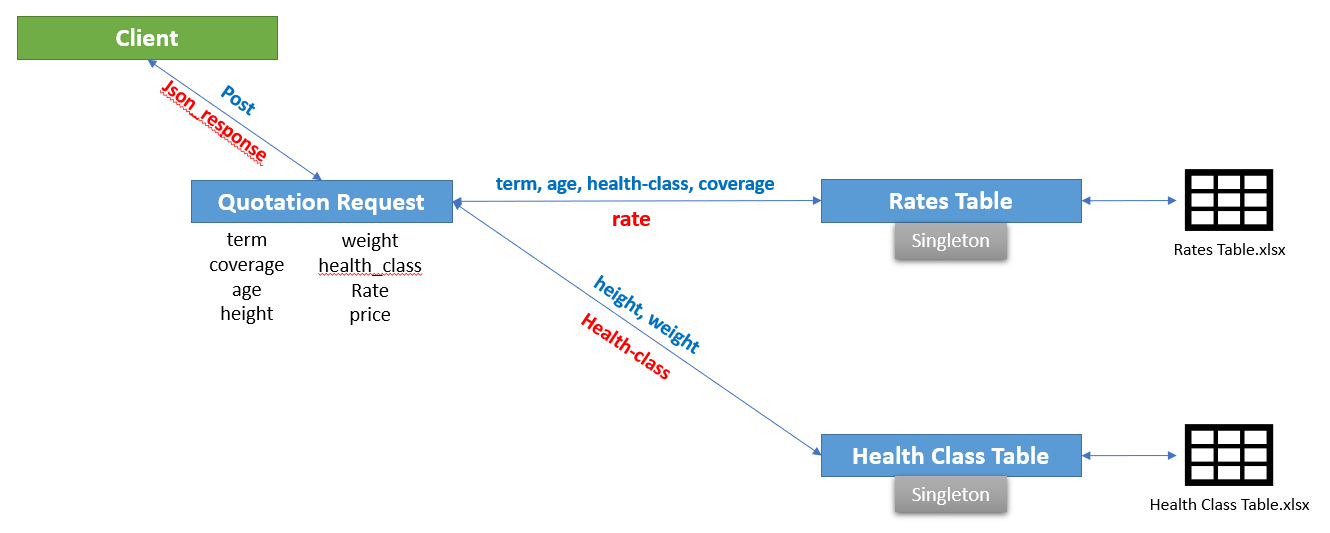 Client
Post
Json_response
Quotation Request
term
coverage
age
height
weight
health_class
Rate
price
term, age, health-class, coverage
rate
Rates Table
Singleton
Rates Table.xlsx
height, weight
Health-class
Health Class Table
Singleton
Health Class Table.xlsx